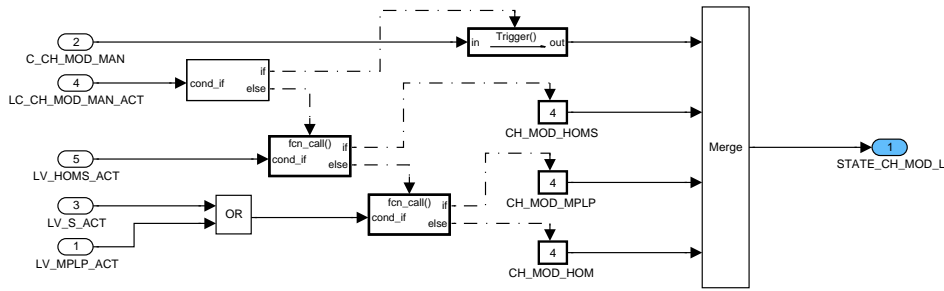 2
C_CH_MOD_MAN
in
Trigger()
out
4
LC_CH_MOD_MAN_ACT
cond_if
if
else
4
CH_MOD_HOMS
5
LV_HOMS_ACT
fcn_call()
cond_if
if
else
Merge
1
STATE_CH_MOD_L
4
CH_MOD_MPLP
3
LV_S_ACT
1
LV_MPLP_ACT
OR
fcn_call()
cond_if
if
else
4
CH_MOD_HOM